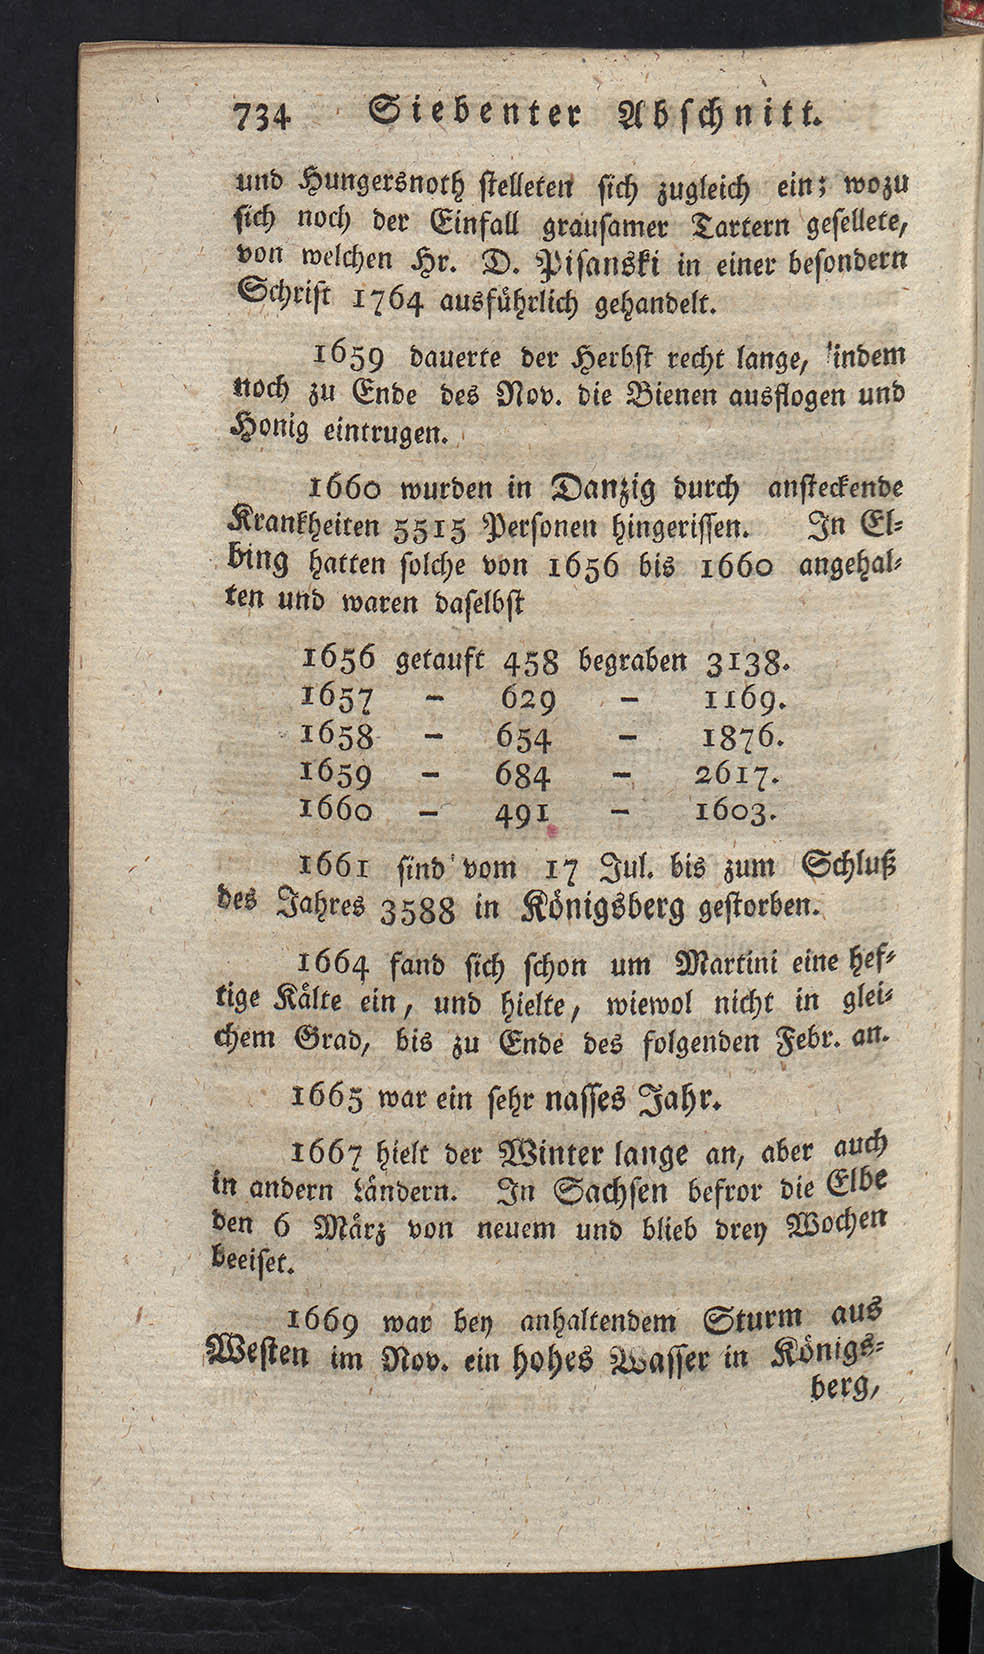 734 Siebenter Abschnitt.
und Hungersnoth stelleten sich zugleich ein; wozu
sich noch der Einfall grausamer Tartern gesellete,
von welchen Hr. D. Pisanski in einer besondern
Schrift 1764 ausführlich gehandelt.
1659 dauerte der Herbst recht lange, indem
noch zu Ende des Nov. die Bienen ausflogen und
Honig eintrugen.
1660 wurden in Danzig durch ansteckende
Krankheiten 5515 Personen hingerissen. In El-
bing hatten solche von 1656 bis 1660 angehal-
ten und waren daselbst
1656 getauft 458 begraben 3138.
1657 – 629 – 1169.
1658 – 654 – 1876.
1659 – 684 – 2617.
1660 – 491 – 1603.
1661 sind vom 17 Jul. bis zum Schluß
des Jahres 3588 in Königsberg gestorben.
1664 fand sich schon um Martini eine hef-
tige Kälte ein, und hielte, wiewol nicht in glei-
chem Grad, bis zu Ende des folgenden Febr. an.
1665 war ein sehr nasses Jahr.
1667 hielt der Winter lange an, aber auch
in andern Ländern. In Sachsen befror die Elbe
den 6 März von neuem und blieb drey Wochen
beeiset.
1669 war bey anhaltendem Sturm aus
Westen im Nov. ein hohes Wasser in Königs-
berg,